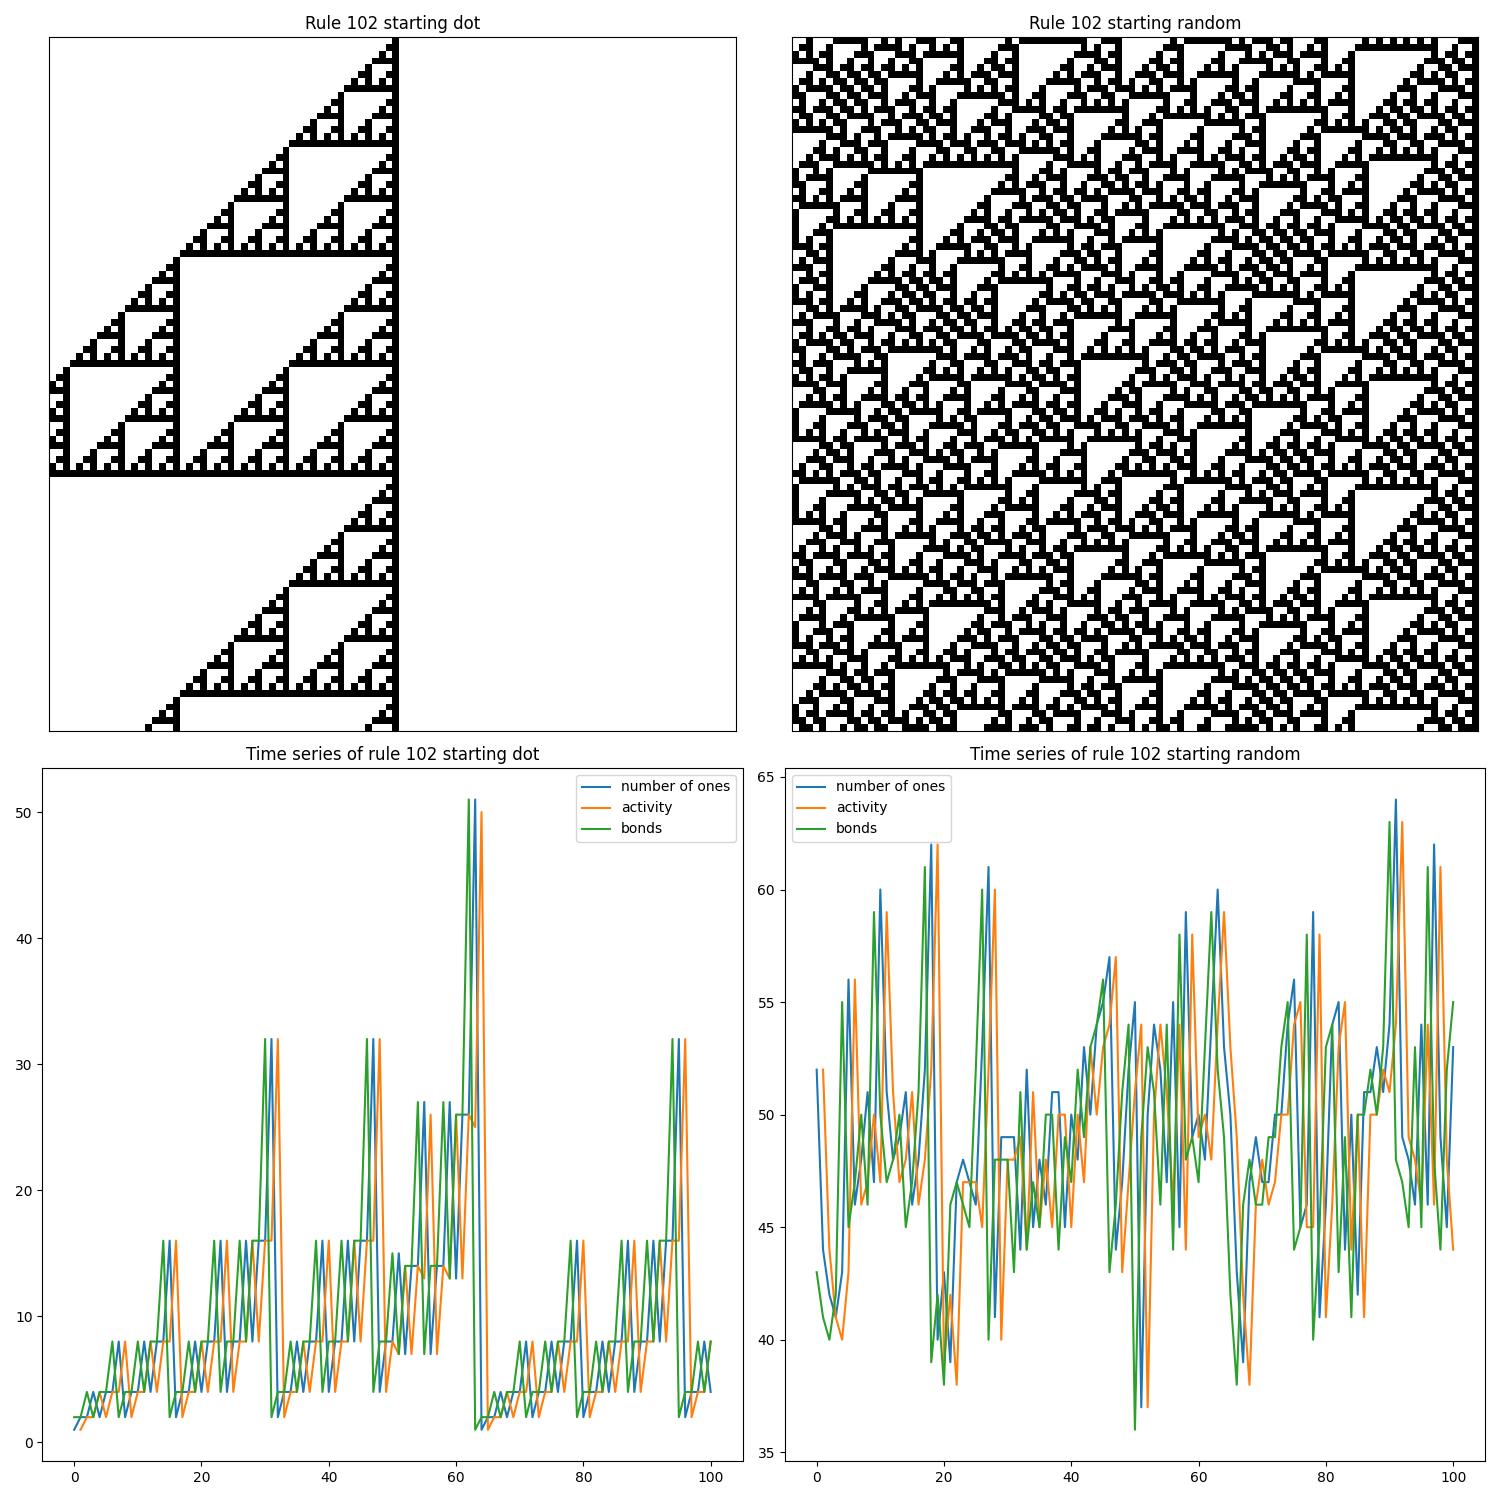 Rule 102 starting dot
Rule 102 starting random
Time series of rule 102 starting dot
50
40
30
20
10
0
number of ones
activity
bonds
0 20 40 60 80 100
Time series of rule 102 starting random
65
60
55
50
45
40
35
number of ones
activity
bonds
0 20 40 60 80 100